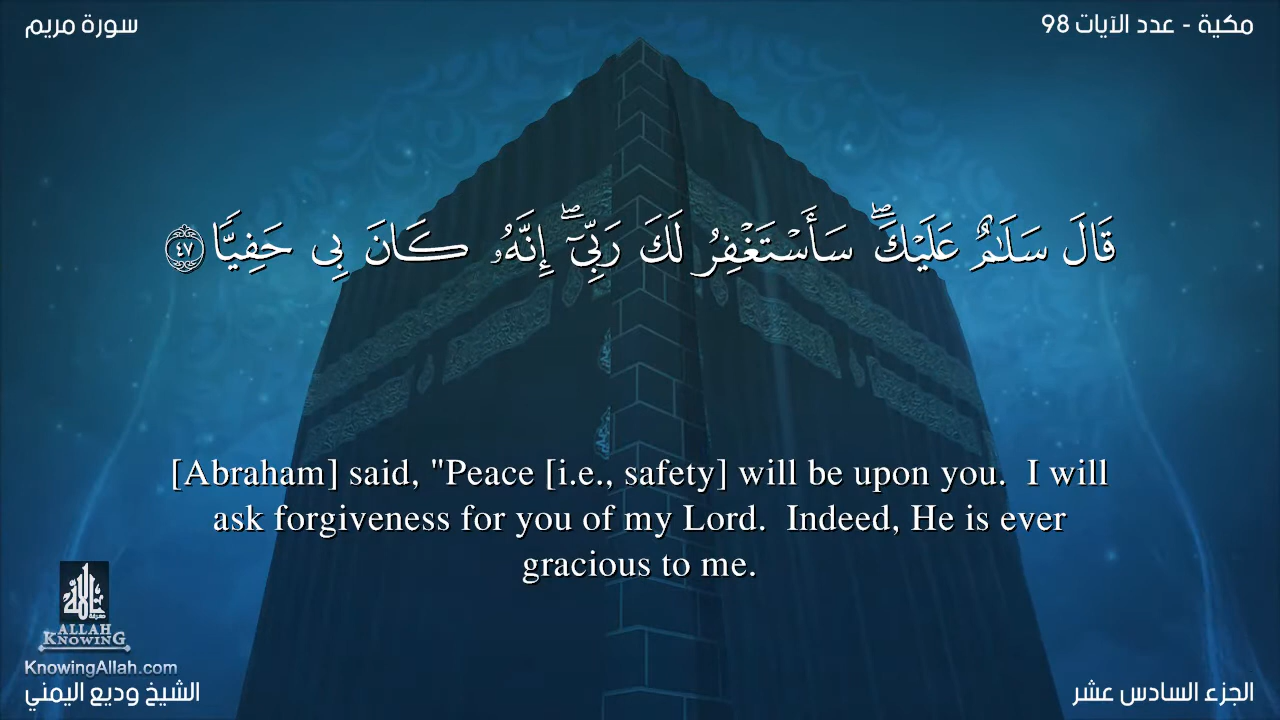 مكية - عدد الآيات 98
سورة مريم
قَالَ سَلَٰمٌ عَلَيْكَ ۖ سَأَسْتَغْفِرُ لَكَ رَبِّىٓ ۖ إِنَّهُۥ كَانَ بِى حَفِيًّا ٤٧
[Abraham] said, "Peace [i.e., safety] will be upon you. I will
ask forgiveness for you of my Lord. Indeed, He is ever
gracious to me.
ALLAH
KNOWING
KnowingAllah.com
الشيخ وديع اليمني
الجزء السادس عشر